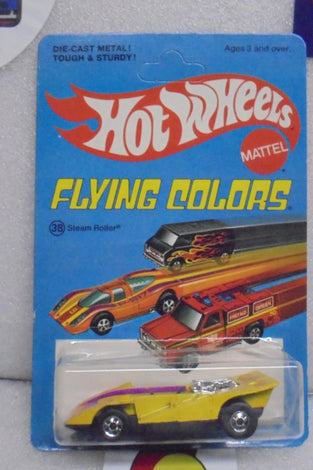 DIE-CAST METAL! Ages 3 and over.
TOUGH & STURDY!
HOT WHEELS
MATTEL
FLYING COLORS
38 Steam Roller®